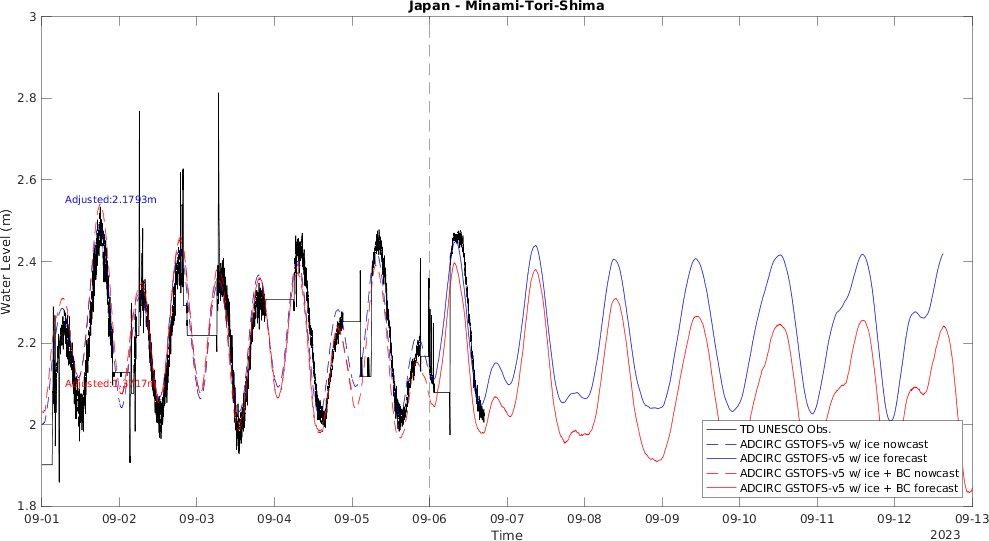 Japan - Minami-Tori-Shima
3
2.8
2.6
2.4
2.2
2
1.8
Water Level (m)
Adjusted:2.1793m
TD UNESCO Obs.
ADCIRC GSTOFS-v5 w/ ice nowcast
ADCIRC GSTOFS-v5 w/ ice forecast
ADCIRC GSTOFS-v5 w/ ice + BC nowcast
ADCIRC GSTOFS-v5 w/ ice + BC forecast
09-01 09-02 09-03 09-04 09-05 09-06 09-07 09-08 09-09 09-10 09-11 09-12 09-13
Time
2023